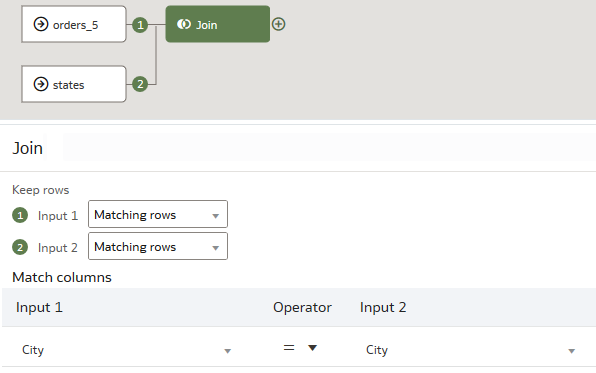 orders_5 1 Join
states 2
Join
Keep rows
1 Input 1 Matching rows
2 Input 2 Matching rows
Match columns
Input 1 Operator Input 2
City = City